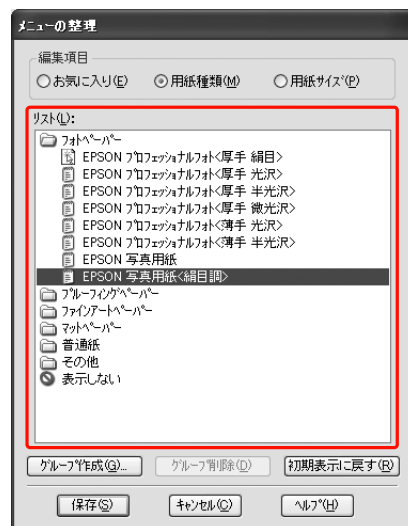 メニューの整理
編集項目
お気に入り(E) 用紙種類(M) 用紙サイズ(P)
リスト(L):
フォトペーパー
EPSON プロフェッショナルフォト<厚手 絹目>
EPSON プロフェッショナルフォト<厚手 光沢>
EPSON プロフェッショナルフォト<厚手 半光沢>
EPSON プロフェッショナルフォト<厚手 微光沢>
EPSON プロフェッショナルフォト<薄手 光沢>
EPSON プロフェッショナルフォト<薄手 半光沢>
EPSON 写真用紙
EPSON 写真用紙<絹目調>
プルーフィングペーパー
ファインアートペーパー
マットペーパー
普通紙
その他
表示しない
グループ作成(G)... グループ削除(D) 初期表示に戻す(R)
保存(S) キャンセル(C) ヘルプ(H)